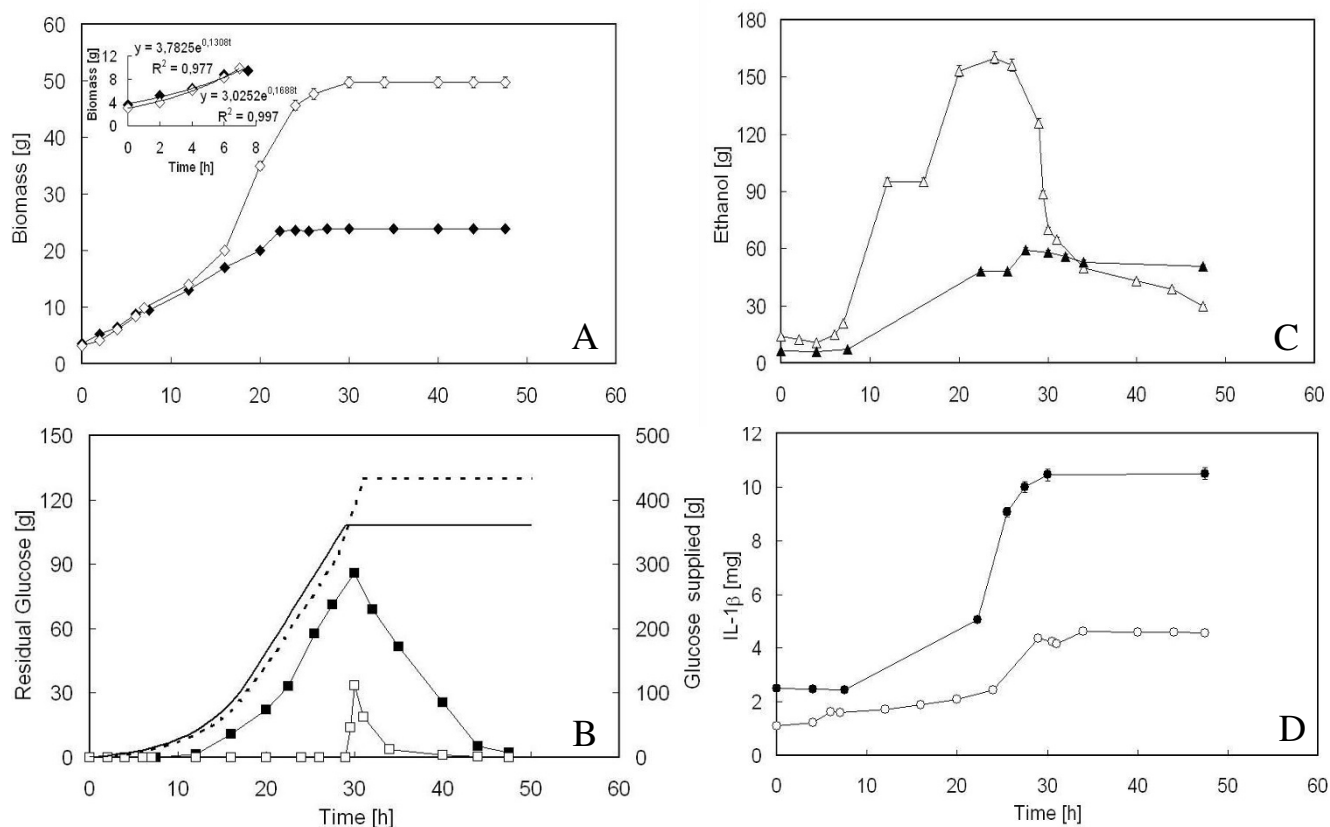 60
50
40
30
20
10
0
Biomass [g]
0 10 20 30 40 50 60
12
8
4
0
Biomass [g]
0 2 4 6 8
Time [h]
y = 3,7825e^0,1308t
R² = 0,977
y = 3,0252e^0,1688t
R² = 0,997
A
180
150
120
90
60
30
0
Ethanol [g]
0 10 20 30 40 50 60
C
150
120
90
60
30
0
Residual Glucose [g]
500
400
300
200
100
0
Glucose supplied [g]
0 10 20 30 40 50 60
Time [h]
B
12
10
8
6
4
2
0
IL-1β [mg]
0 10 20 30 40 50 60
Time [h]
D